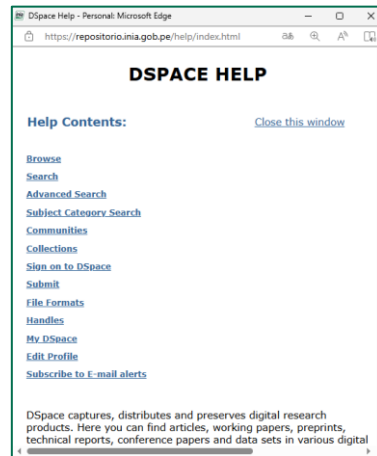 DSpace Help - Personal: Microsoft Edge
https://repositorio.inia.gob.pe/help/index.html
DSPACE HELP
Help Contents: Close this window
Browse
Search
Advanced Search
Subject Category Search
Communities
Collections
Sign on to DSpace
Submit
File Formats
Handles
My DSpace
Edit Profile
Subscribe to E-mail alerts
DSpace captures, distributes and preserves digital research
products. Here you can find articles, working papers, preprints,
technical reports, conference papers and data sets in various digital